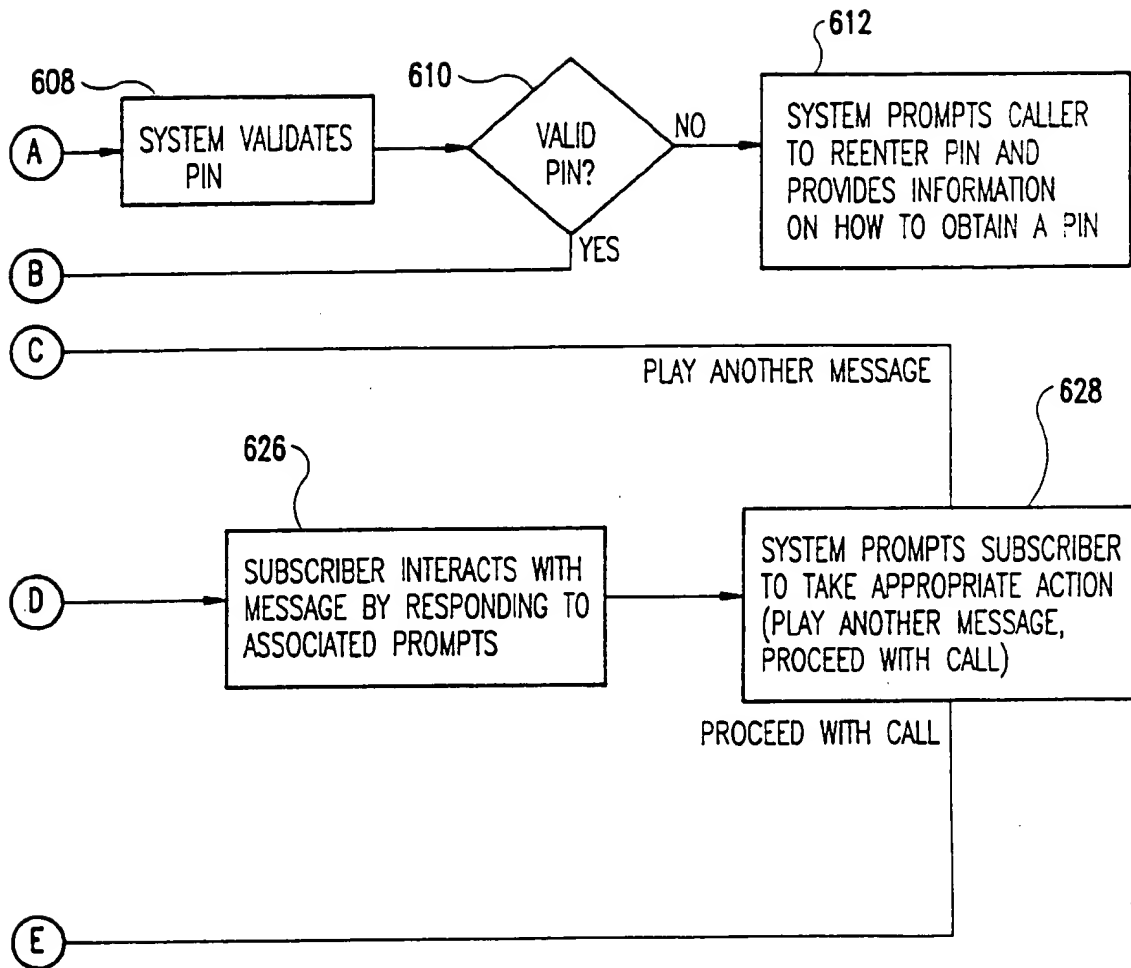 608
610
612
A
SYSTEM VALIDATES
PIN
VALID
PIN?
NO
SYSTEM PROMPTS CALLER
TO REENTER PIN AND
PROVIDES INFORMATION
ON HOW TO OBTAIN A PIN
YES
B
C
PLAY ANOTHER MESSAGE
626
628
D
SUBSCRIBER INTERACTS WITH
MESSAGE BY RESPONDING TO
ASSOCIATED PROMPTS
SYSTEM PROMPTS SUBSCRIBER
TO TAKE APPROPRIATE ACTION
(PLAY ANOTHER MESSAGE,
PROCEED WITH CALL)
PROCEED WITH CALL
E